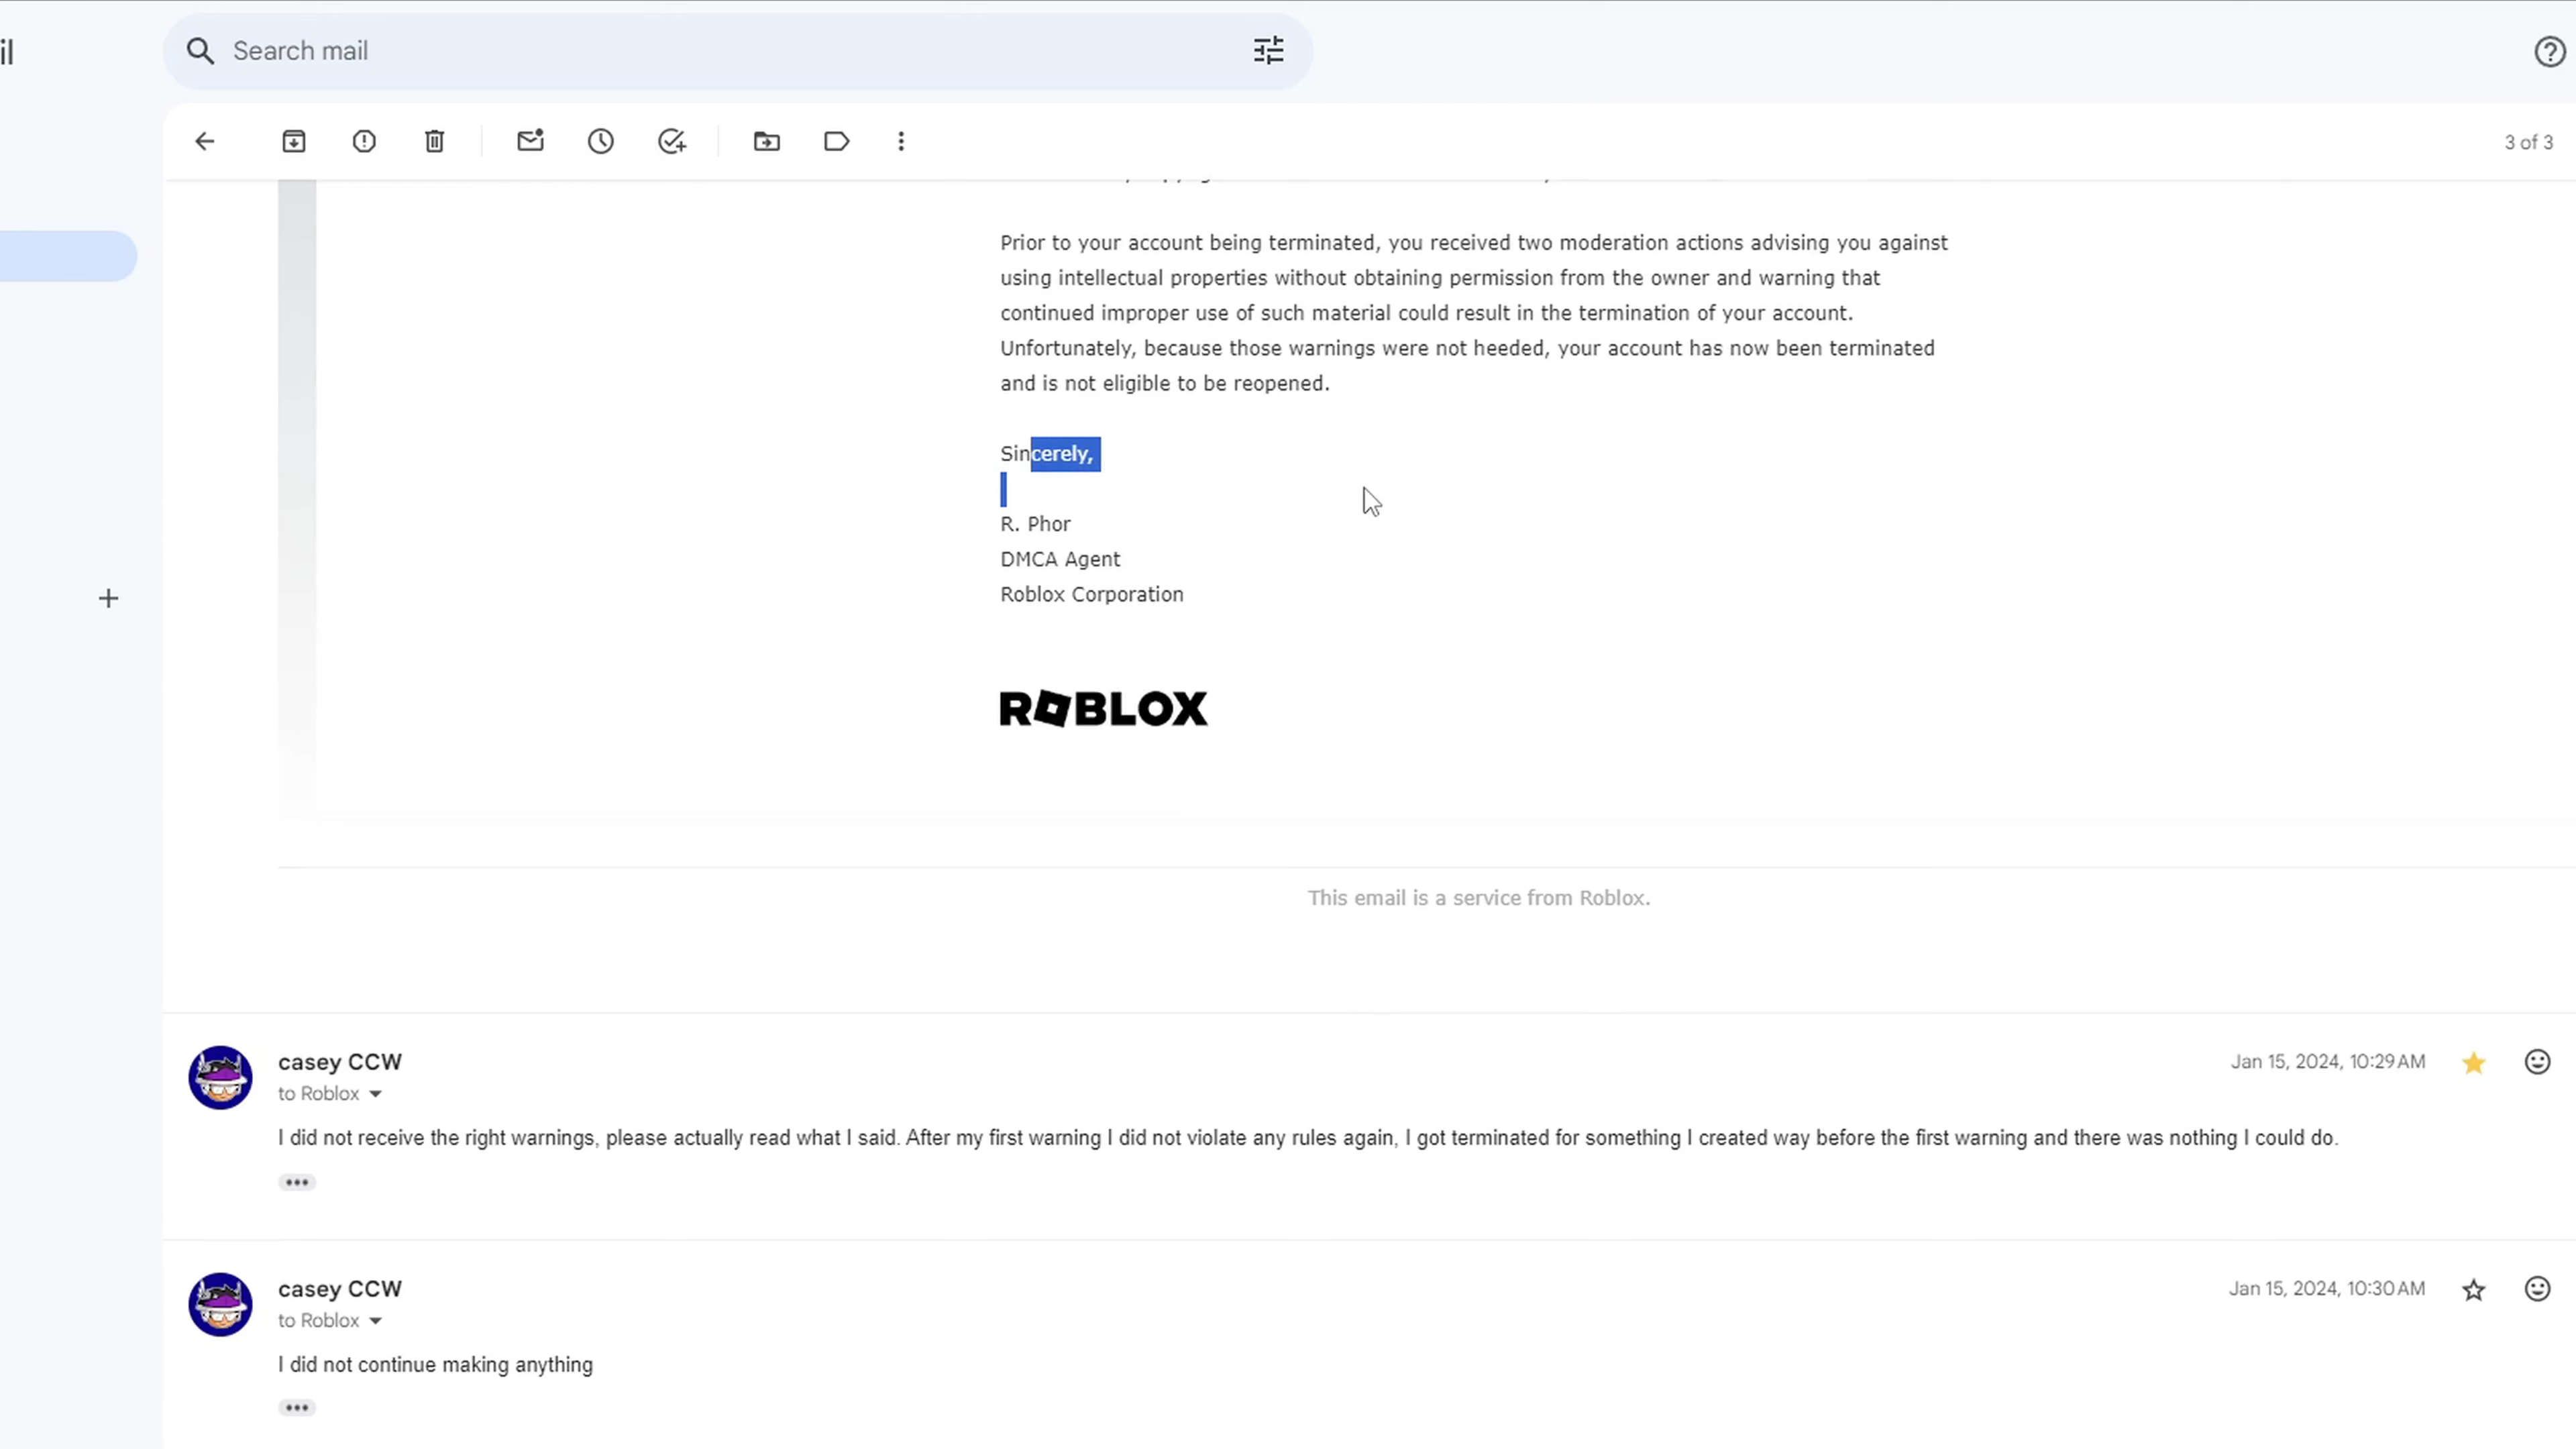 il
Search mail
3 of 3
Prior to your account being terminated, you received two moderation actions advising you against
using intellectual properties without obtaining permission from the owner and warning that
continued improper use of such material could result in the termination of your account.
Unfortunately, because those warnings were not heeded, your account has now been terminated
and is not eligible to be reopened.
Sincerely,
R. Phor
DMCA Agent
Roblox Corporation
ROBLOX
This email is a service from Roblox.
casey CCW
Jan 15, 2024, 10:29 AM
to Roblox
I did not receive the right warnings, please actually read what I said. After my first warning I did not violate any rules again, I got terminated for something I created way before the first warning and there was nothing I could do.
casey CCW
Jan 15, 2024, 10:30 AM
to Roblox
I did not continue making anything